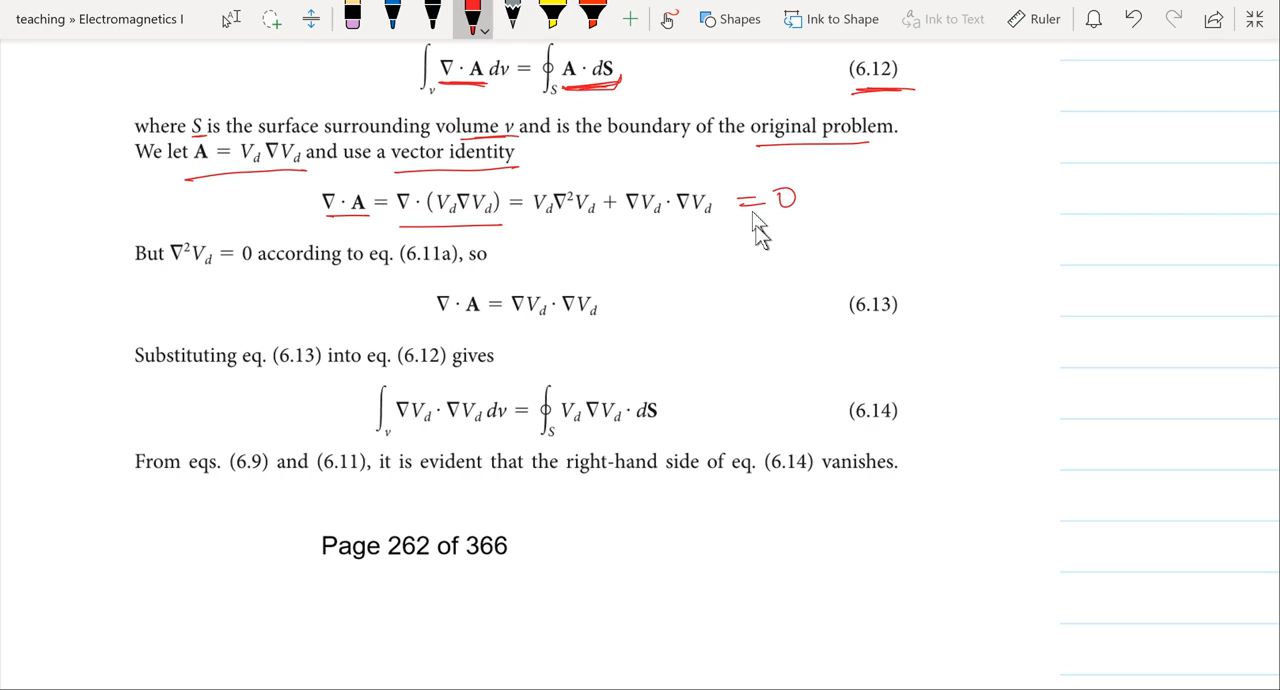 teaching » Electromagnetics I
Shapes
Ink to Shape
Ink to Text
Ruler
∫_v ∇ · A dv = ∮_S A · dS (6.12)
where S is the surface surrounding volume v and is the boundary of the original problem.
We let A = V_d ∇V_d and use a vector identity
∇ · A = ∇ · (V_d∇V_d) = V_d∇²V_d + ∇V_d · ∇V_d = 0
But ∇²V_d = 0 according to eq. (6.11a), so
∇ · A = ∇V_d · ∇V_d (6.13)
Substituting eq. (6.13) into eq. (6.12) gives
∫_v ∇V_d · ∇V_d dv = ∮_S V_d ∇V_d · dS (6.14)
From eqs. (6.9) and (6.11), it is evident that the right-hand side of eq. (6.14) vanishes.
Page 262 of 366